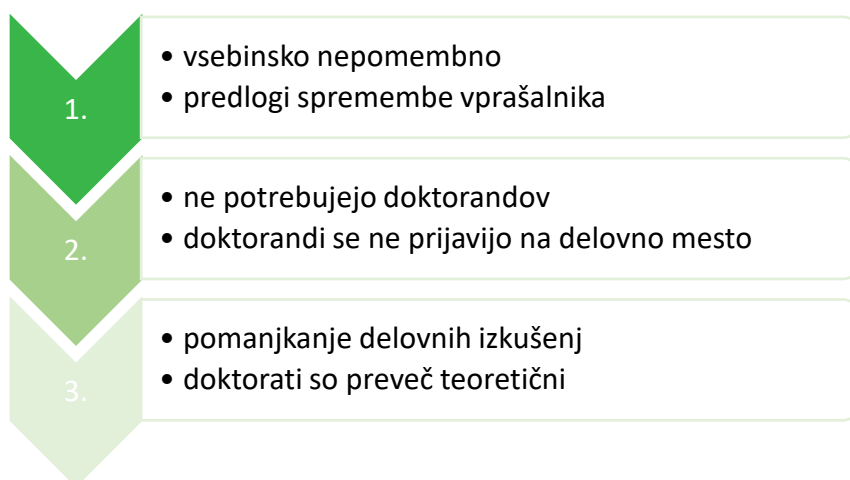 1.
• vsebinsko nepomembno
• predlogi spremembe vprašalnika
2.
• ne potrebujejo doktorandov
• doktorandi se ne prijavijo na delovno mesto
3.
• pomanjkanje delovnih izkušenj
• doktorati so preveč teoretični